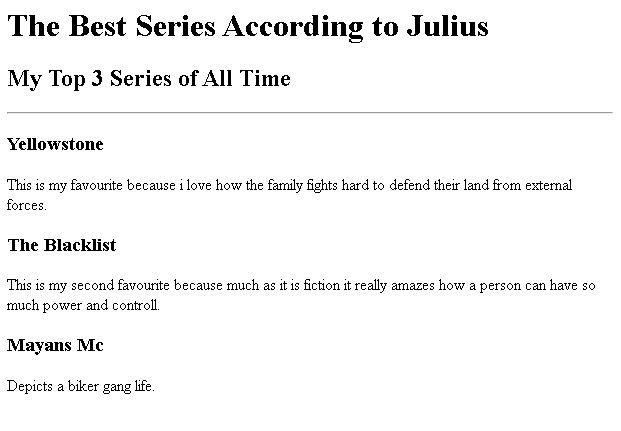 The Best Series According to Julius
My Top 3 Series of All Time
Yellowstone
This is my favourite because i love how the family fights hard to defend their land from external
forces.
The Blacklist
This is my second favourite because much as it is fiction it really amazes how a person can have so
much power and controll.
Mayans Mc
Depicts a biker gang life.